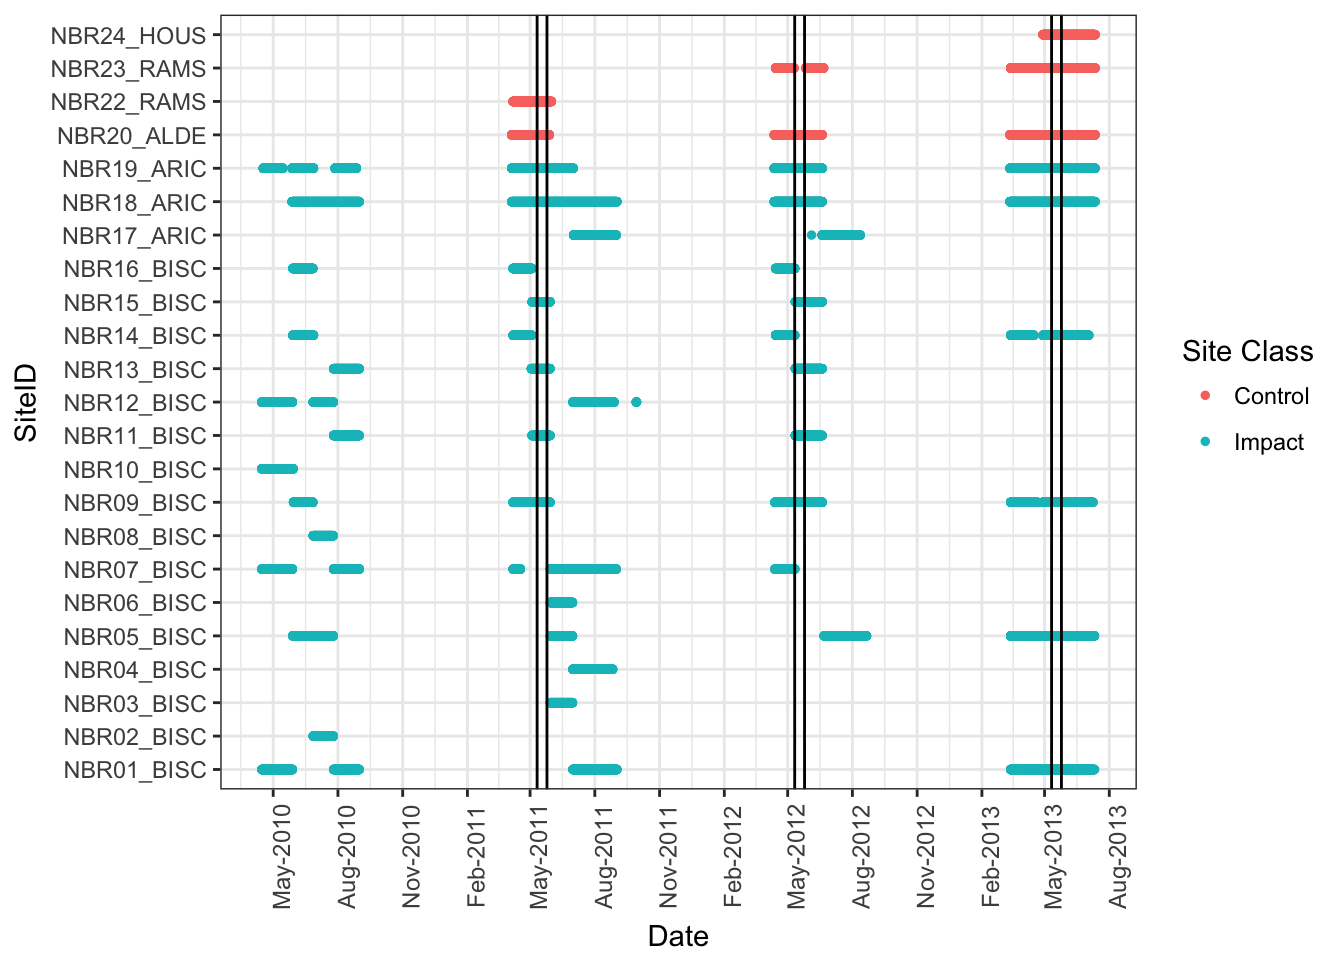 NBR24_HOUS
NBR23_RAMS
NBR22_RAMS
NBR20_ALDE
NBR19_ARIC
NBR18_ARIC
NBR17_ARIC
NBR16_BISC
NBR15_BISC
NBR14_BISC
NBR13_BISC
NBR12_BISC
NBR11_BISC
NBR10_BISC
NBR09_BISC
NBR08_BISC
NBR07_BISC
NBR06_BISC
NBR05_BISC
NBR04_BISC
NBR03_BISC
NBR02_BISC
NBR01_BISC
SiteID
May-2010
Aug-2010
Nov-2010
Feb-2011
May-2011
Aug-2011
Nov-2011
Feb-2012
May-2012
Aug-2012
Nov-2012
Feb-2013
May-2013
Aug-2013
Date
Site Class
Control
Impact